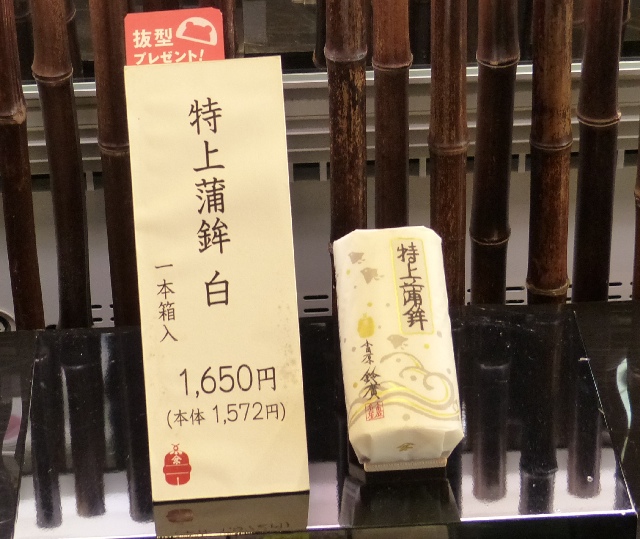 抜型
プレゼント!
特上蒲鉾 白
一本箱入
1,650円
(本体 1,572円)
特上蒲鉾
鈴廣